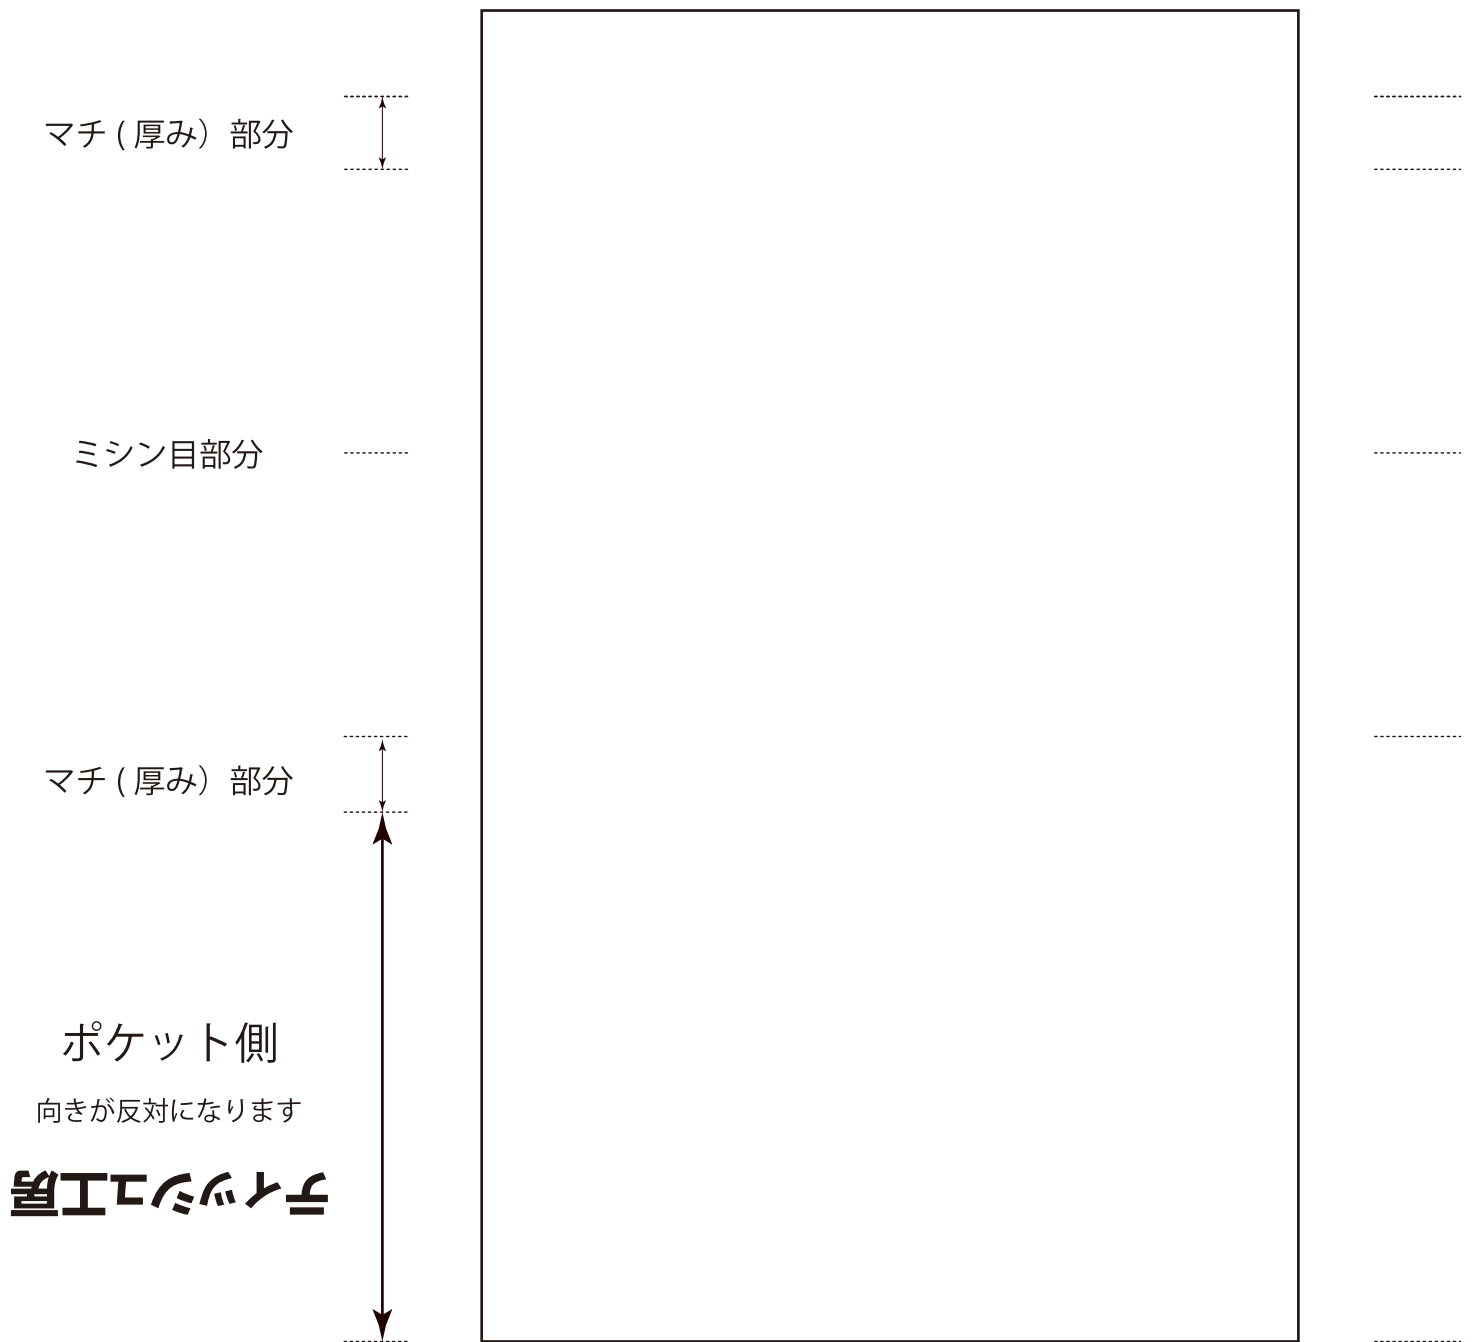 マチ ( 厚み）部分
ミシン目部分
マチ ( 厚み）部分
ポケット側
向きが反対になります
ティッシュ工房